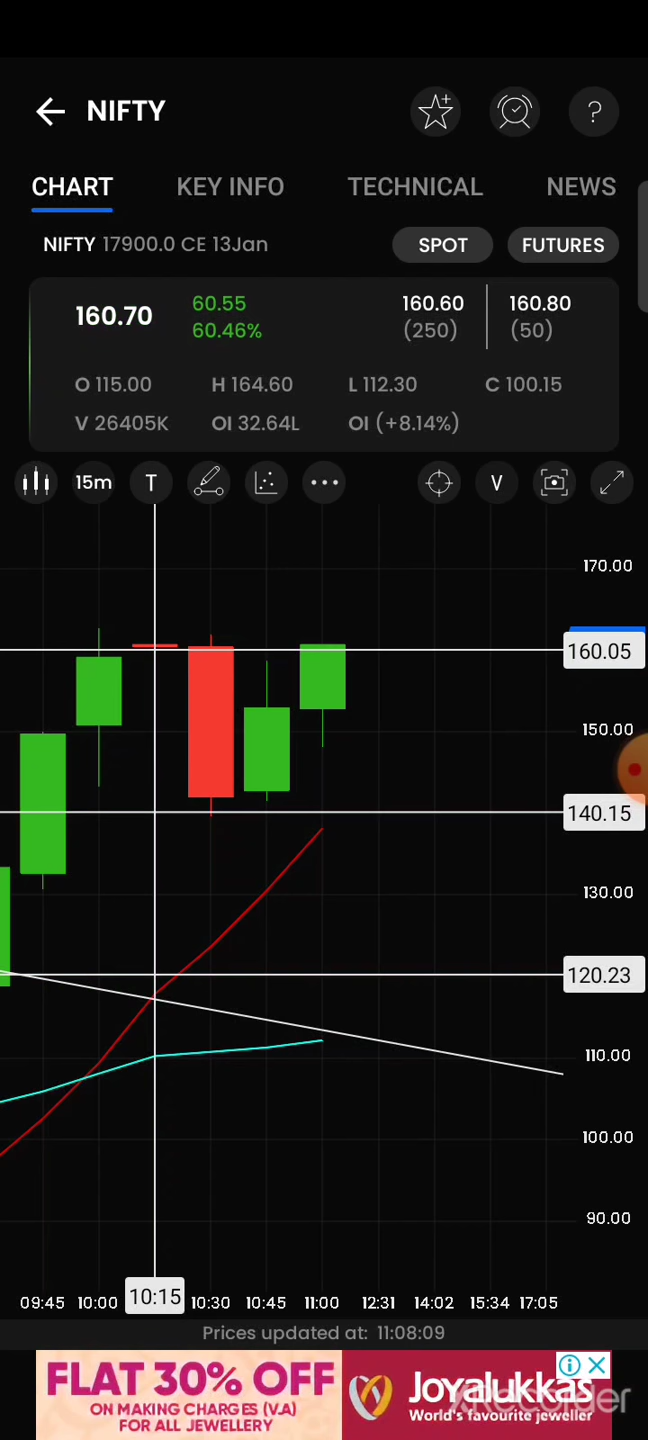 NIFTY
?
CHART KEY INFO TECHNICAL NEWS
NIFTY 17900.0 CE 13Jan SPOT FUTURES
160.70 60.55 160.60 160.80
60.46% (250) (50)
O 115.00 H 164.60 L 112.30 C 100.15
V 26405K OI 32.64L OI (+8.14%)
15m T V
170.00
160.05
150.00
140.15
130.00
120.23
110.00
100.00
90.00
09:45 10:00 10:15 10:30 10:45 11:00 12:31 14:02 15:34 17:05
Prices updated at: 11:08:09
FLAT 30% OFF
ON MAKING CHARGES (V.A)
FOR ALL JEWELLERY
Joyalukkas
World's favourite jeweller
XRecorder